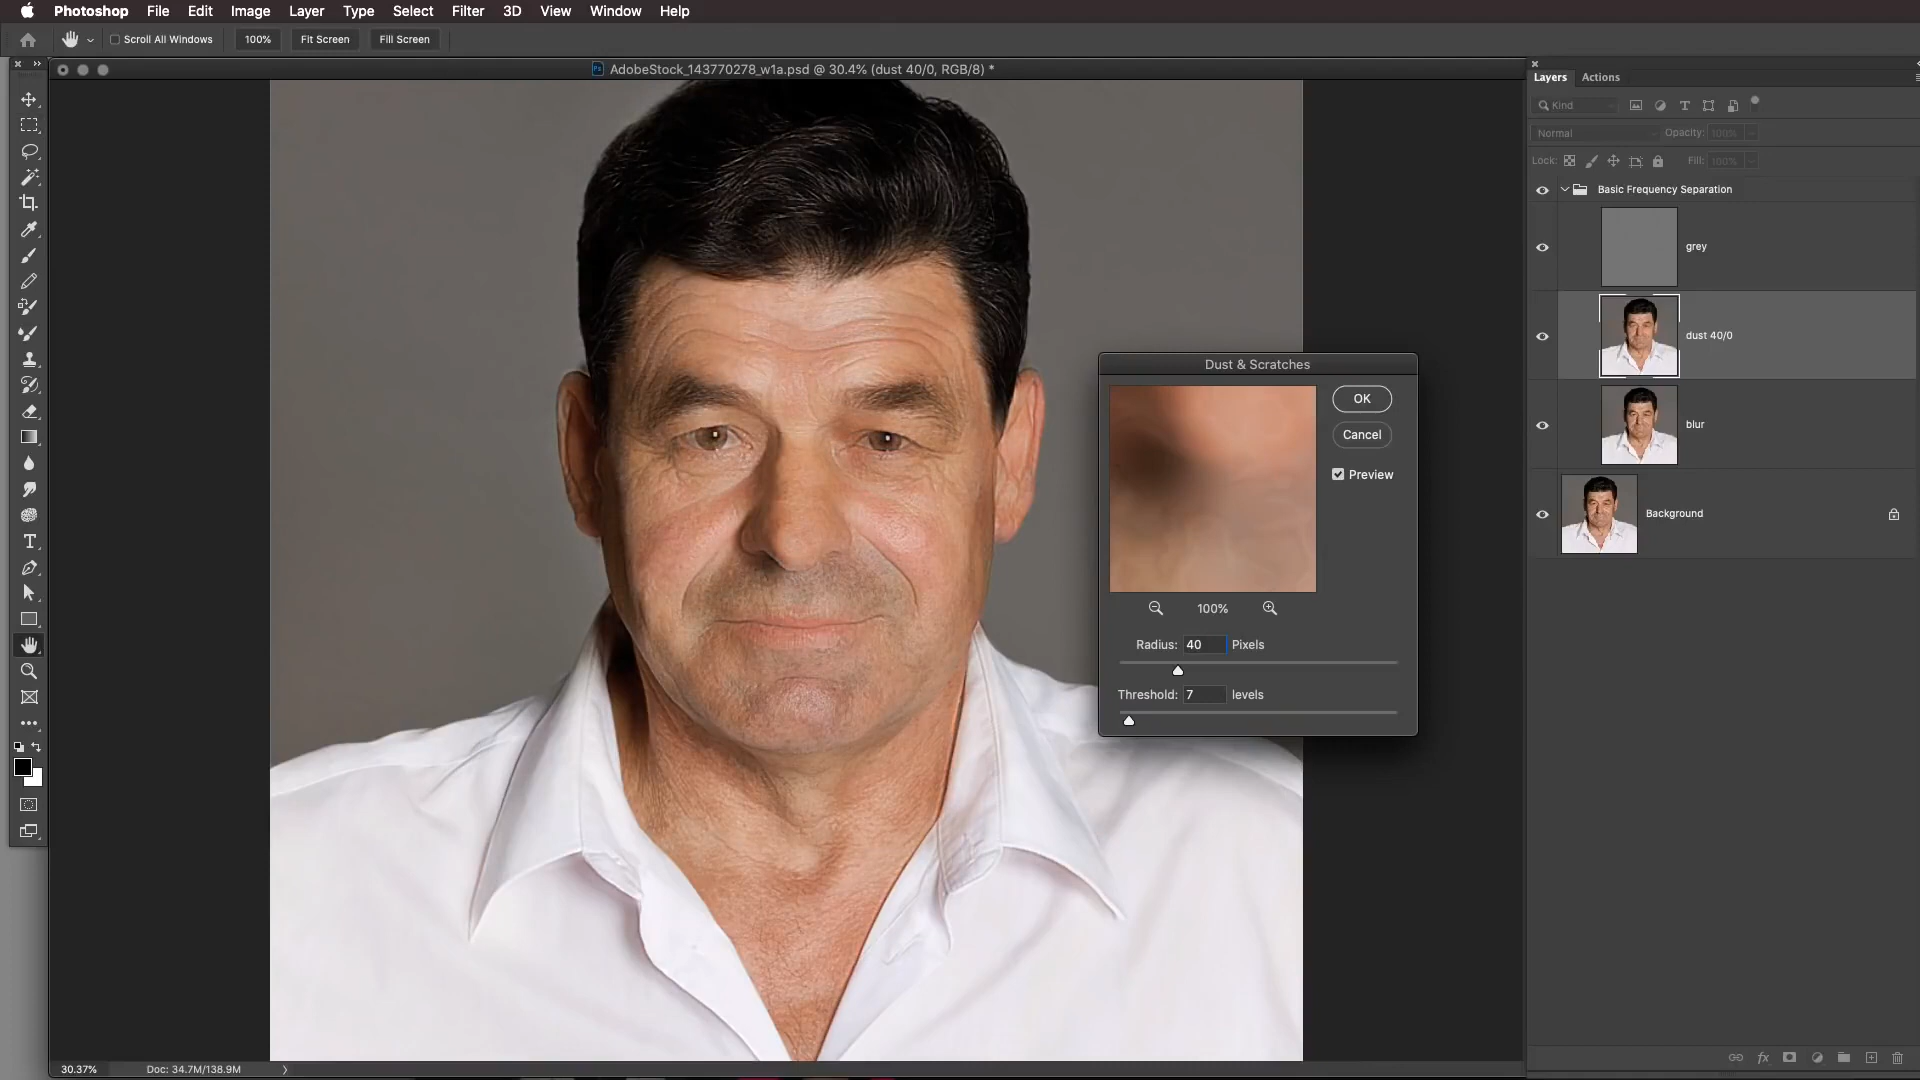 Photoshop File Edit Image Layer Type Select Filter 3D View Window Help
Scroll All Windows 100% Fit Screen Fill Screen
AdobeStock_143770278_w1a.psd @ 30.4% (dust 40/0, RGB/8) *
Layers Actions
Kind
Normal Opacity: 100%
Lock: Fill: 100%
Basic Frequency Separation
grey
dust 40/0
blur
Background
Dust & Scratches
OK
Cancel
Preview
100%
Radius: 40 Pixels
Threshold: 7 levels
30.37% Doc: 34.7M/138.9M